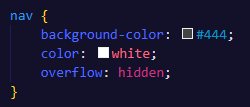 nav {
background-color: #444;
color: white;
overflow: hidden;
}